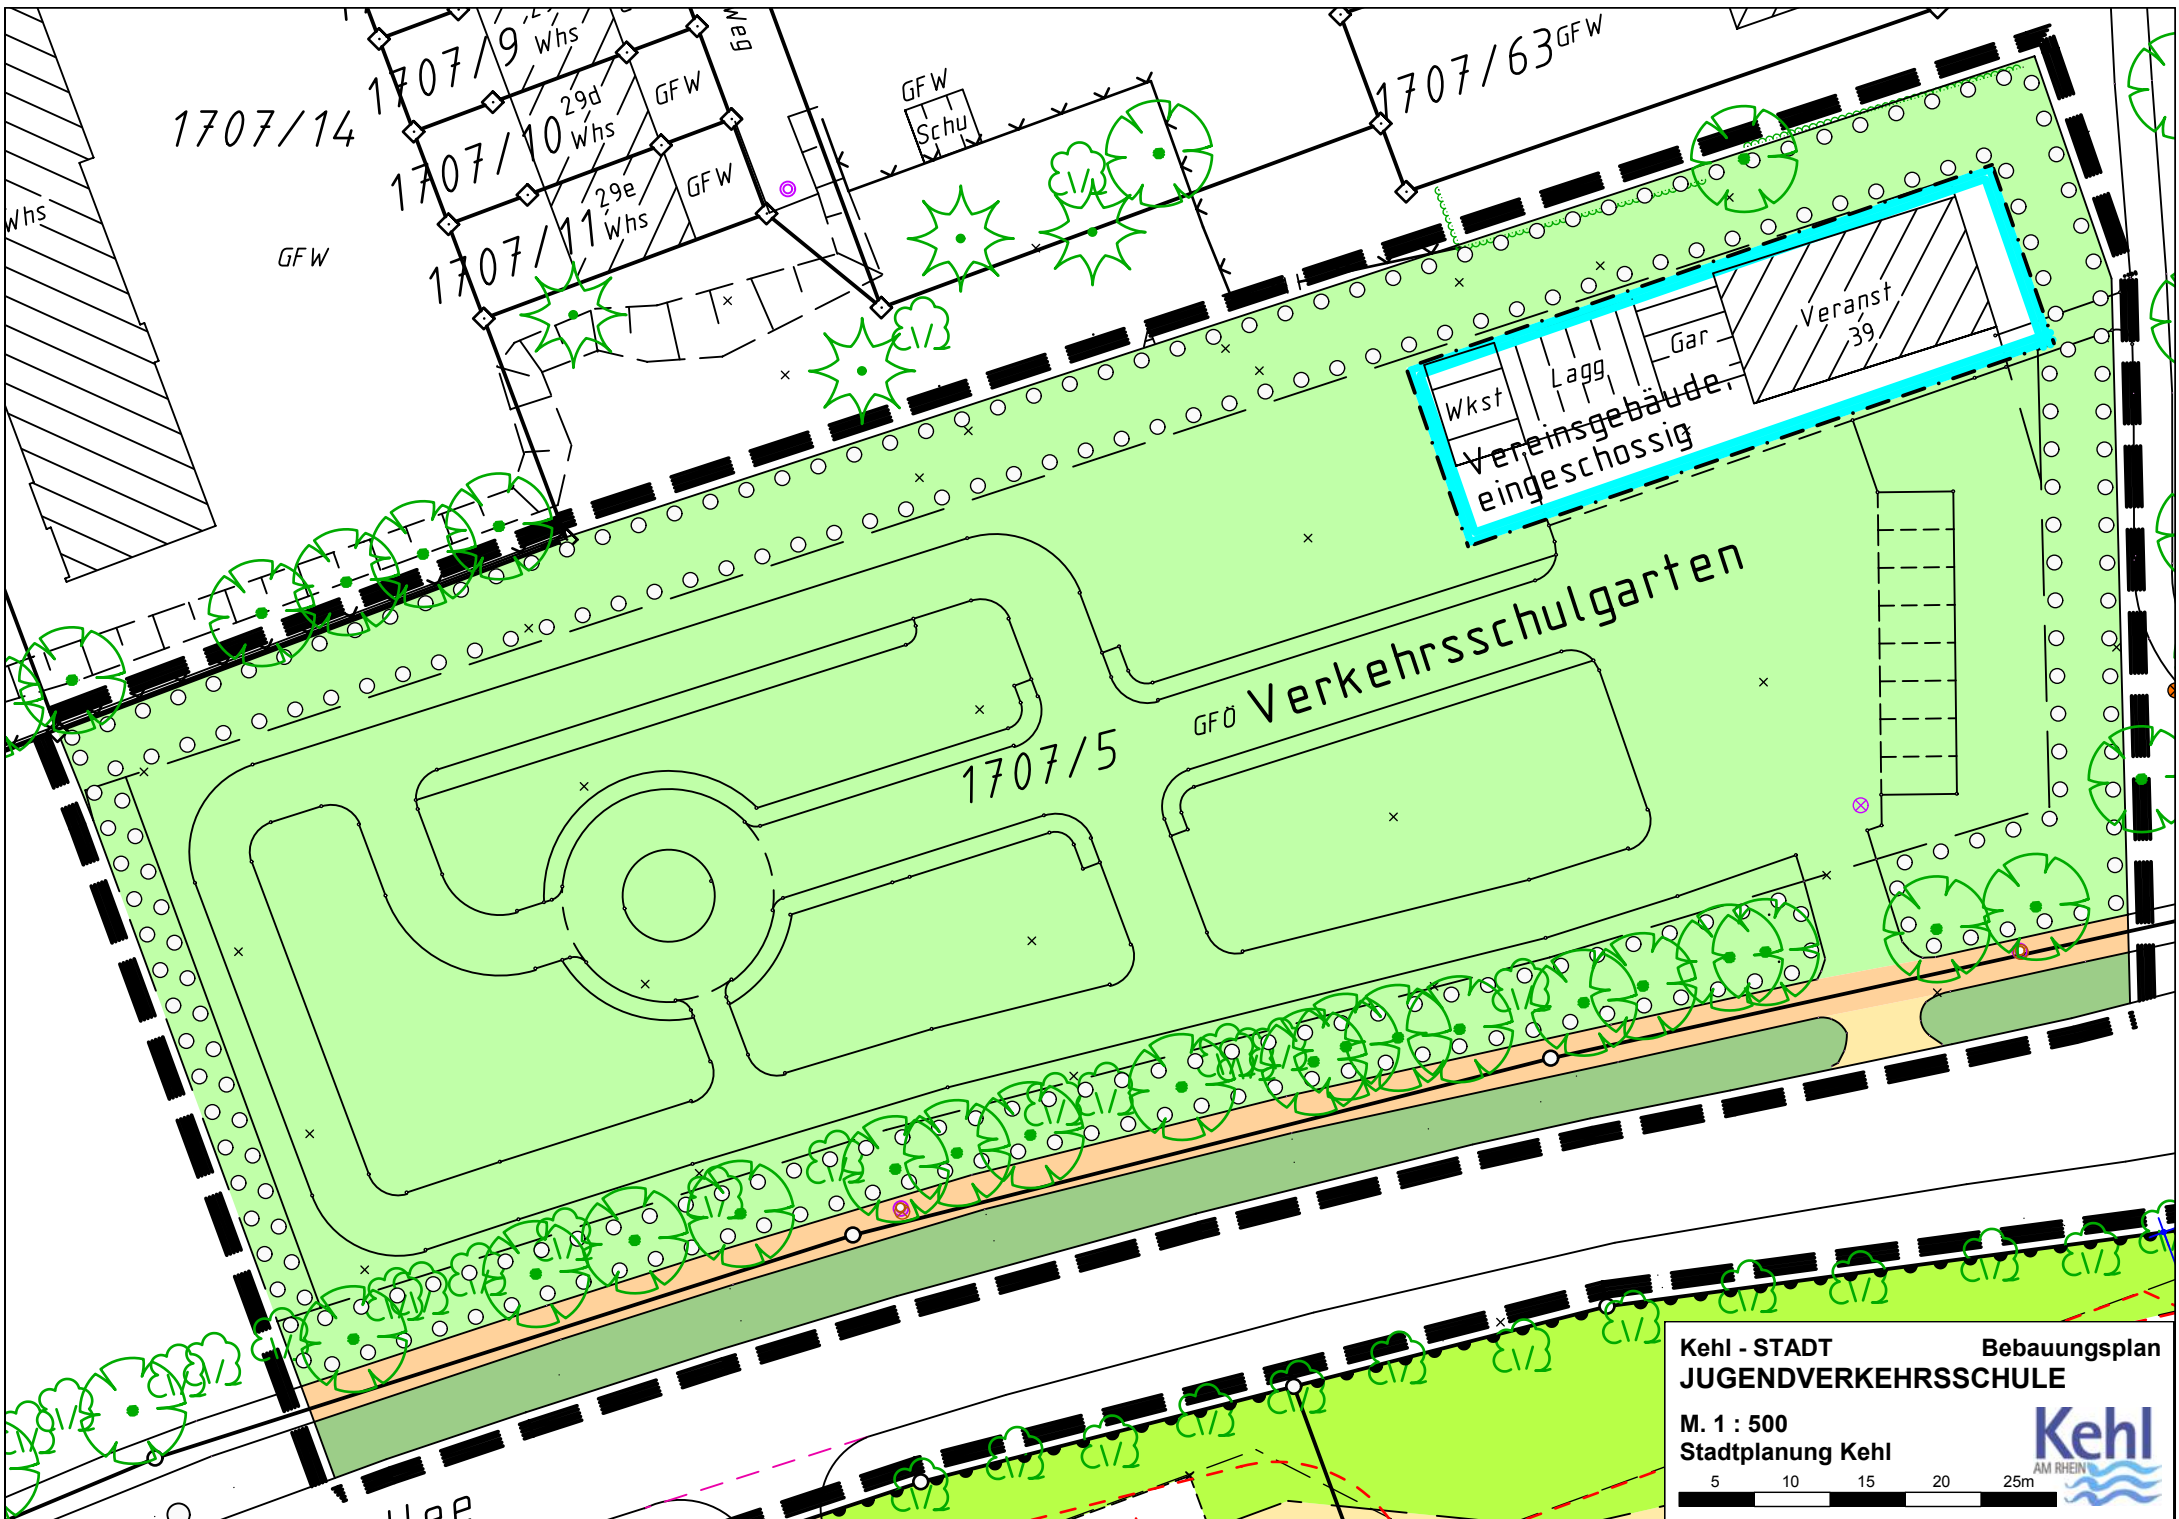 1707/9
Whs
Weg
1707/63
GFW
1707/14
1707/10
29d
Whs
GFW
GFW
Schu
Whs
GFW
1707/11
29e
Whs
GFW
Veranst
39
Gar
Lagg
Wkst
Vereinsgebäude,
eingeschossig
GFÖ Verkehrsschulgarten
1707/5
Kehl - STADT Bebauungsplan
JUGENDVERKEHRSSCHULE
M. 1 : 500
Stadtplanung Kehl
Kehl
AM RHEIN
5 10 15 20 25m